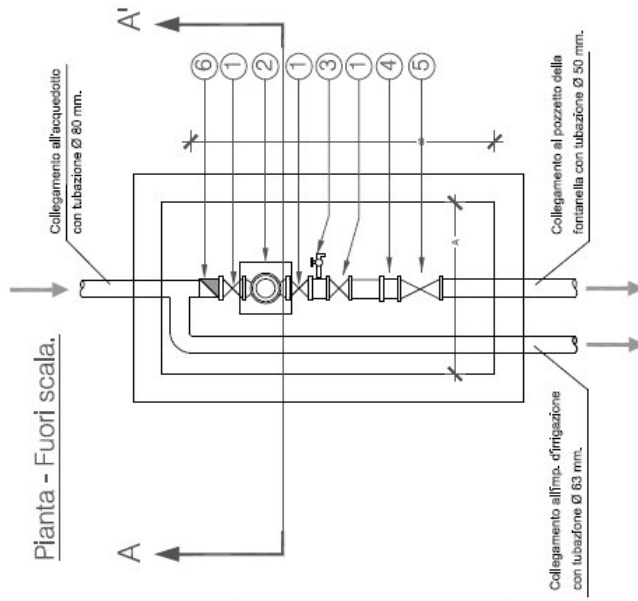 Pianta - Fuori scala.
A
A'
Collegamento all'acquedotto
con tubazione Ø 80 mm.
6
1
2
1
3
1
4
5
B
A
Collegamento all'imp. d'irrigazione
con tubazione Ø 63 mm.
Collegamento al pozzetto della
fontanella con tubazione Ø 50 mm.